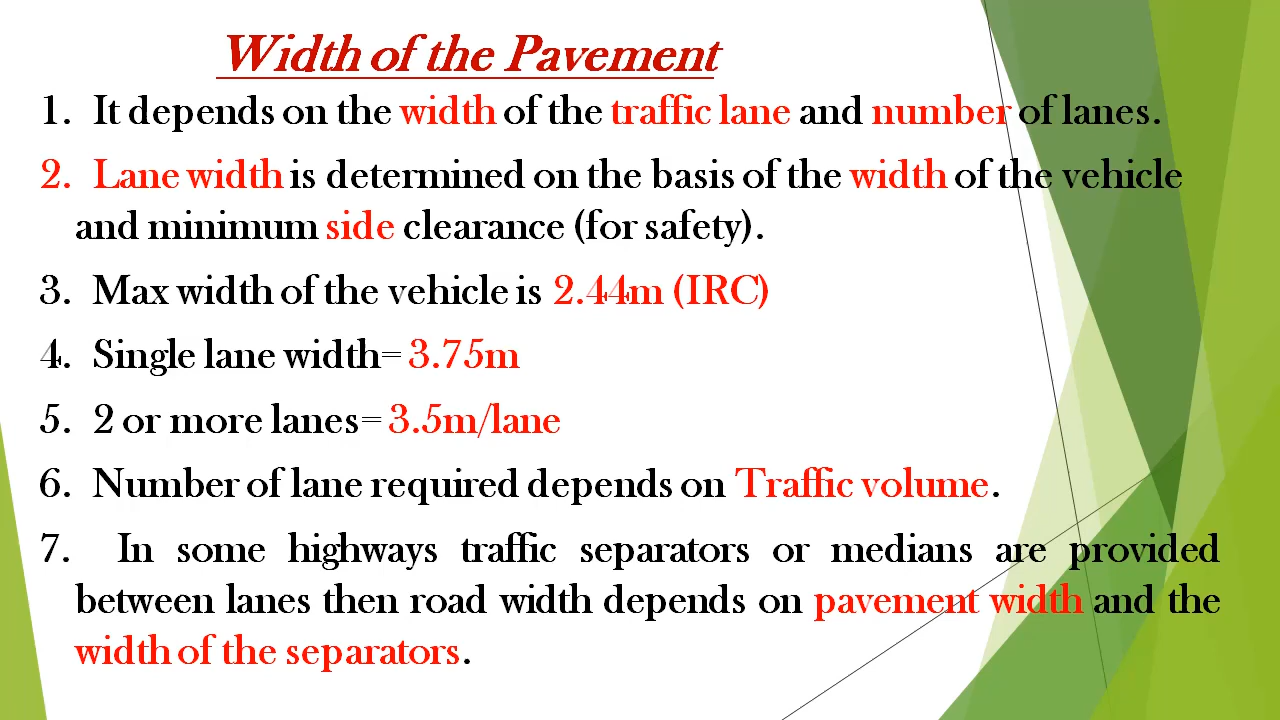 Width of the Pavement
1. It depends on the width of the traffic lane and number of lanes.
2. Lane width is determined on the basis of the width of the vehicle
and minimum side clearance (for safety).
3. Max width of the vehicle is 2.44m (IRC)
4. Single lane width= 3.75m
5. 2 or more lanes= 3.5m/lane
6. Number of lane required depends on Traffic volume.
7. In some highways traffic separators or medians are provided
between lanes then road width depends on pavement width and the
width of the separators.